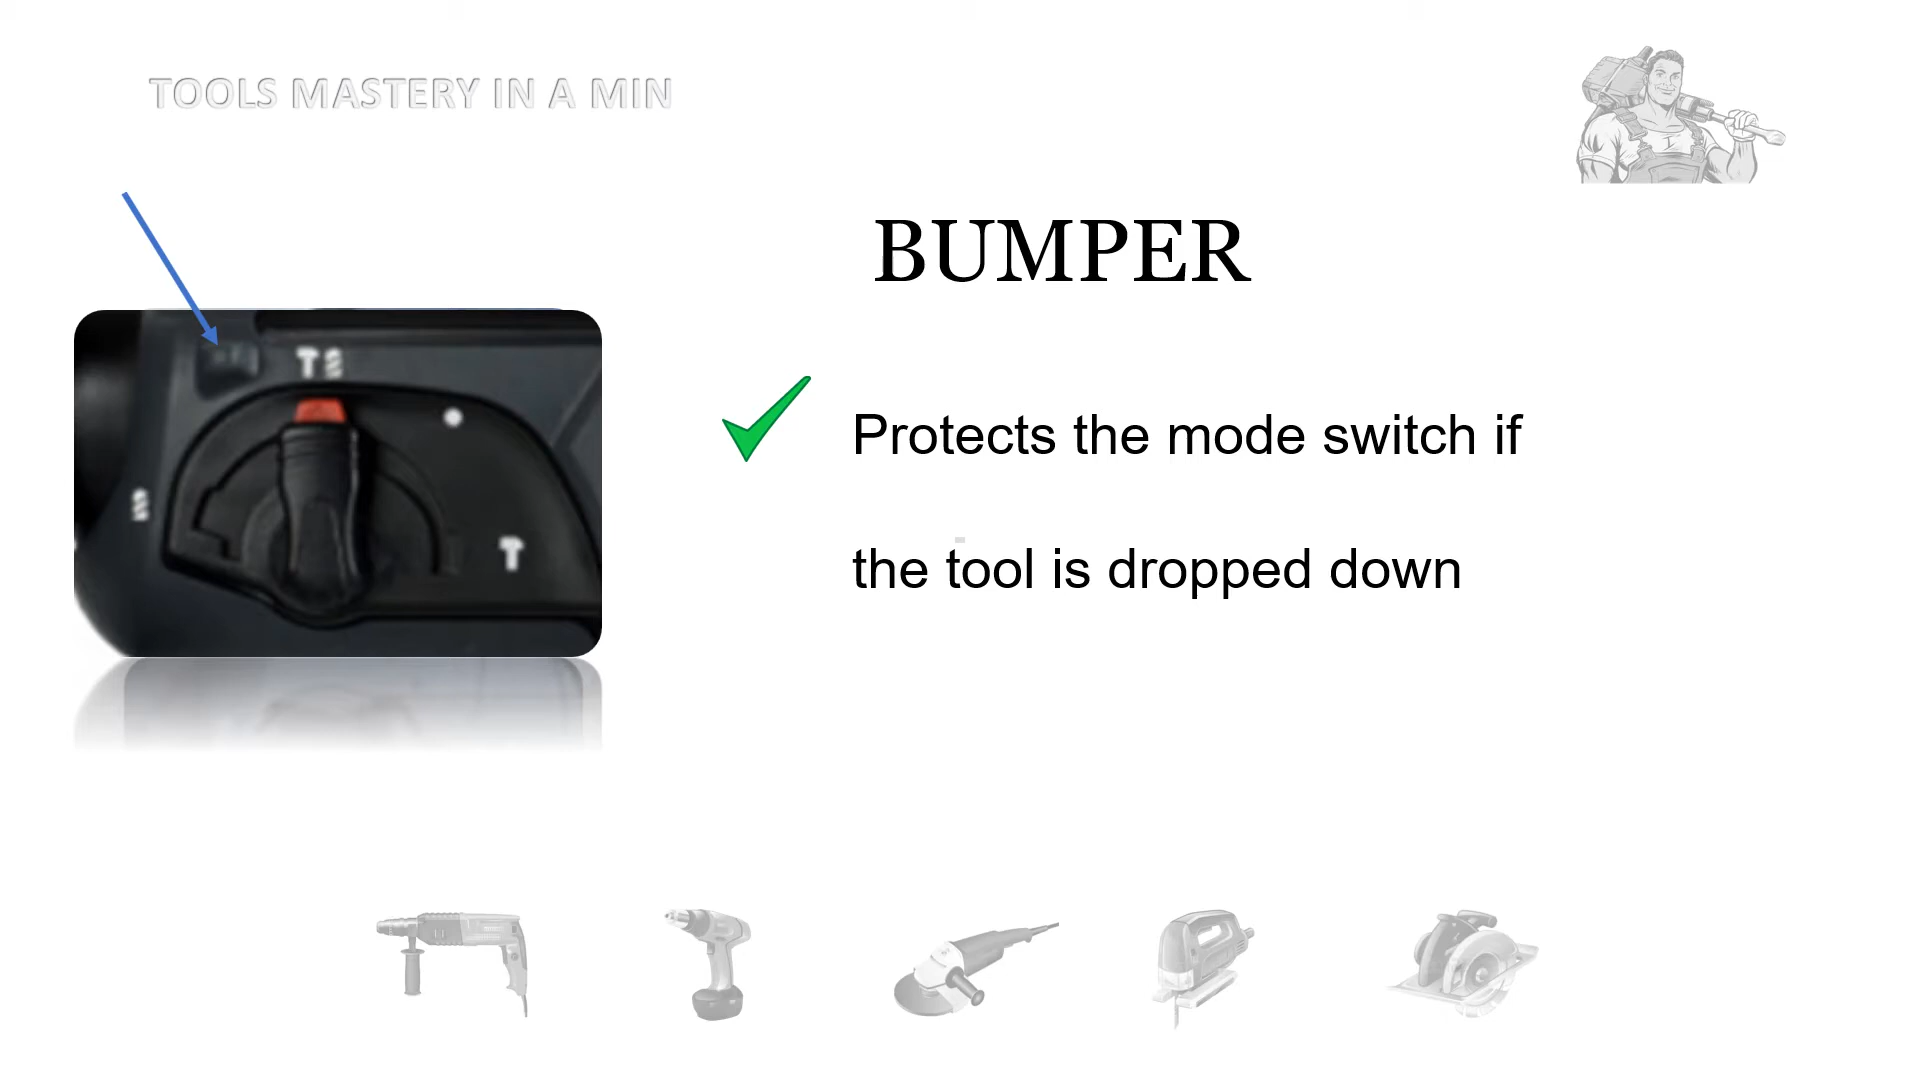 TOOLS MASTERY IN A MIN
BUMPER
Protects the mode switch if
the tool is dropped down